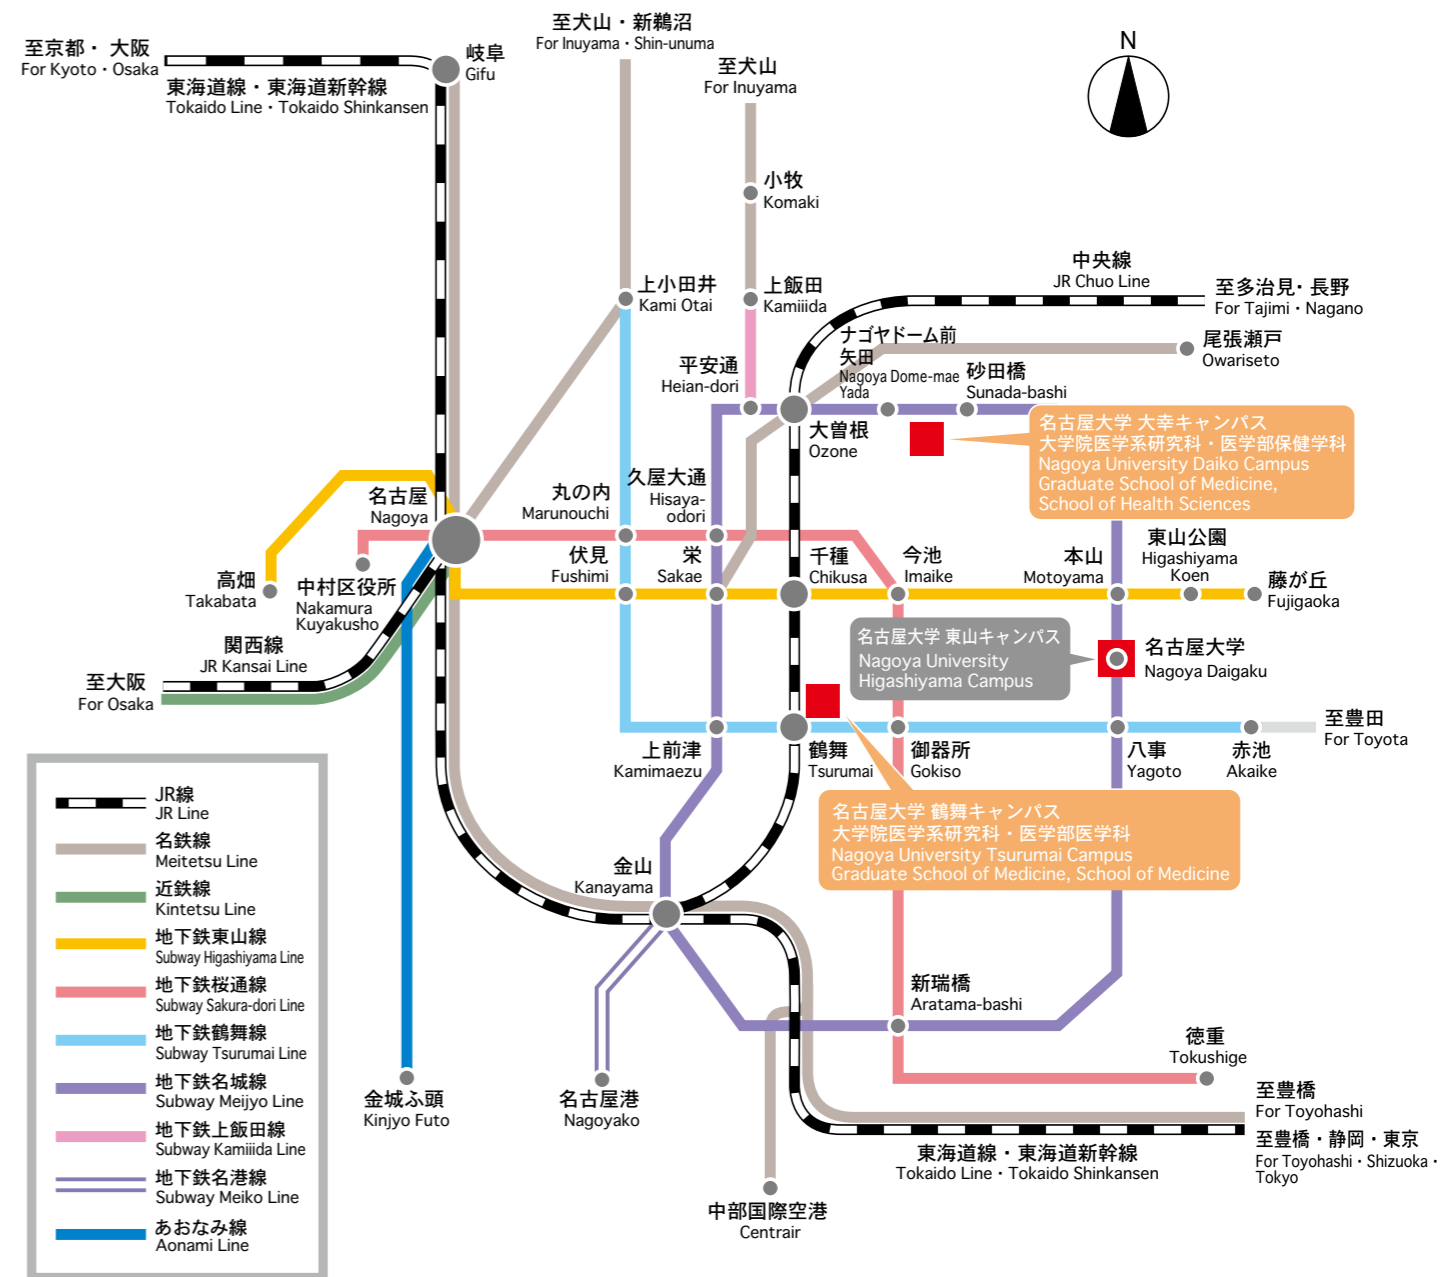 至京都・ 大阪
For Kyoto・Osaka
東海道線・東海道新幹線
Tokaido Line・Tokaido Shinkansen
岐阜
Gifu
至犬山・新鵜沼
For Inuyama・Shin-unuma
至犬山
For Inuyama
N
小牧
Komaki
上小田井
Kami Otai
上飯田
Kamiiida
中央線
JR Chuo Line
至多治見・長野
For Tajimi・Nagano
尾張瀬戸
Owariseto
平安通
Heian-dori
ナゴヤドーム前
矢田
Nagoya Dome-mae
Yada
砂田橋
Sunada-bashi
大曽根
Ozone
名古屋大学 大幸キャンパス
大学院医学系研究科・医学部保健学科
Nagoya University Daiko Campus
Graduate School of Medicine,
School of Health Sciences
名古屋
Nagoya
丸の内
Marunouchi
久屋大通
Hisaya-
odori
高畑
Takabata
中村区役所
Nakamura
Kuyakusho
伏見
Fushimi
栄
Sakae
千種
Chikusa
今池
Imaike
本山
Motoyama
東山公園
Higashiyama
Koen
藤が丘
Fujigaoka
関西線
JR Kansai Line
至大阪
For Osaka
名古屋大学 東山キャンパス
Nagoya University
Higashiyama Campus
名古屋大学
Nagoya Daigaku
上前津
Kamimaezu
鶴舞
Tsurumai
御器所
Gokiso
八事
Yagoto
赤池
Akaike
至豊田
For Toyota
名古屋大学 鶴舞キャンパス
大学院医学系研究科・医学部医学科
Nagoya University Tsurumai Campus
Graduate School of Medicine, School of Medicine
金山
Kanayama
新瑞橋
Aratama-bashi
徳重
Tokushige
金城ふ頭
Kinjyo Futo
名古屋港
Nagoyako
至豊橋
For Toyohashi
至豊橋・静岡・東京
For Toyohashi・Shizuoka・
Tokyo
東海道線・東海道新幹線
Tokaido Line・Tokaido Shinkansen
中部国際空港
Centrair
JR線
JR Line
名鉄線
Meitetsu Line
近鉄線
Kintetsu Line
地下鉄東山線
Subway Higashiyama Line
地下鉄桜通線
Subway Sakura-dori Line
地下鉄鶴舞線
Subway Tsurumai Line
地下鉄名城線
Subway Meijyo Line
地下鉄上飯田線
Subway Kamiiida Line
地下鉄名港線
Subway Meiko Line
あおなみ線
Aonami Line